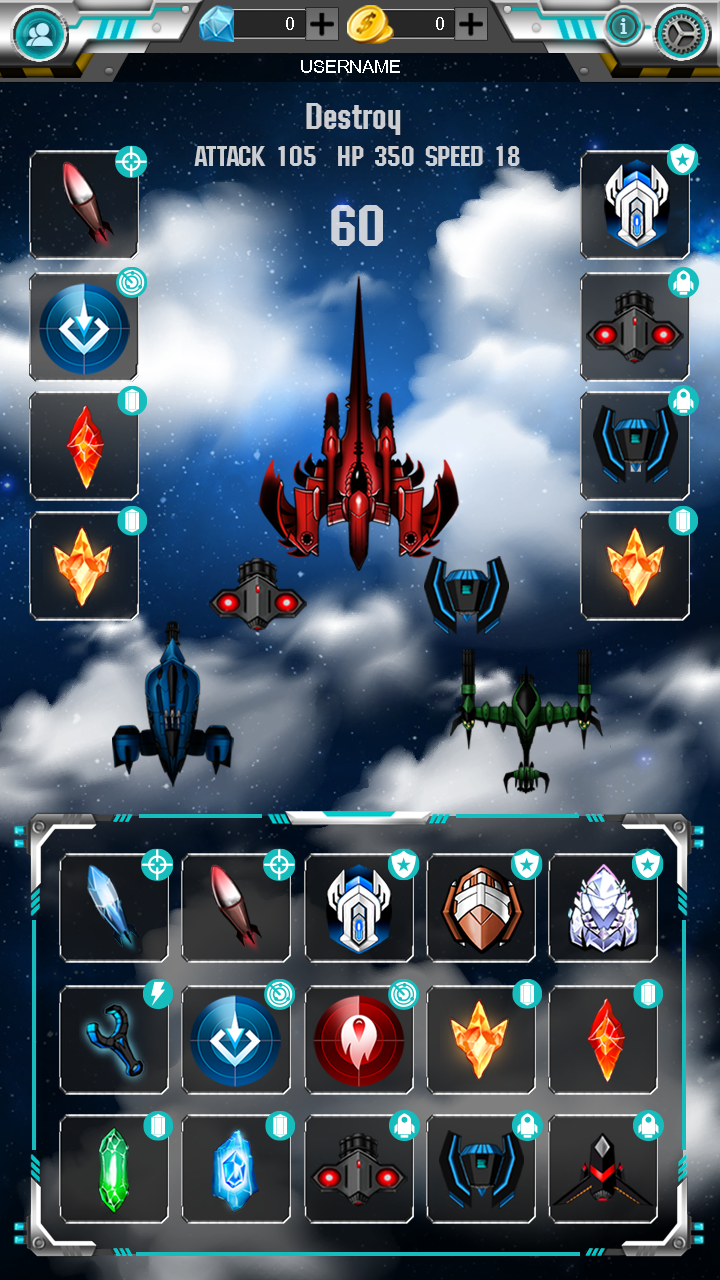 0 0
USERNAME
Destroy
ATTACK 105 HP 350 SPEED 18
60